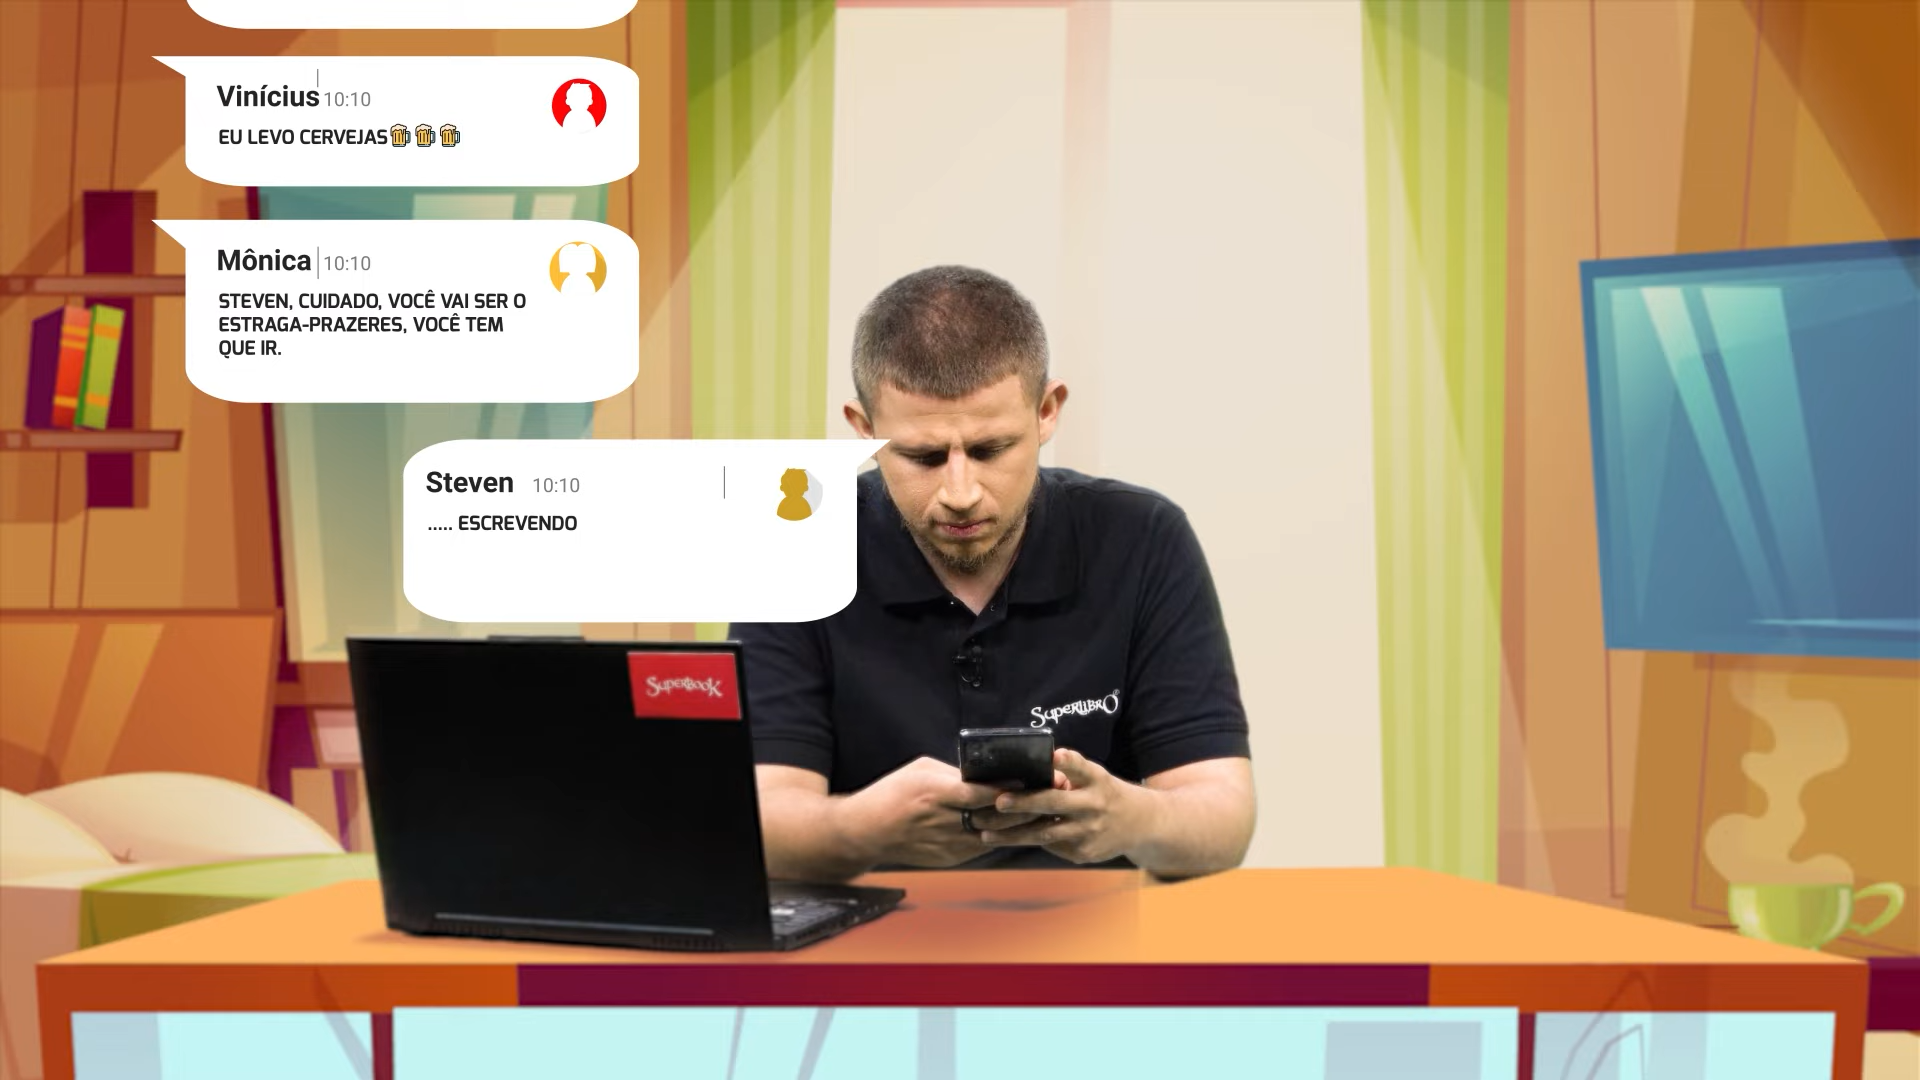 Vinícius 10:10
EU LEVO CERVEJAS🍺🍺🍺
Mônica 10:10
STEVEN, CUIDADO, VOCÊ VAI SER O
ESTRAGA-PRAZERES, VOCÊ TEM
QUE IR.
Steven 10:10
..... ESCREVENDO
SUPERBOOK
SUPERLIBRO®